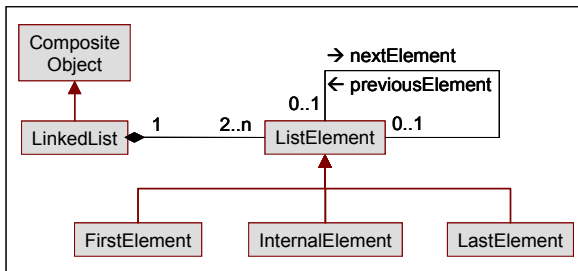 Composite
Object
→ nextElement
← previousElement
0..1
LinkedList
1
2..n
ListElement
0..1
FirstElement
InternalElement
LastElement